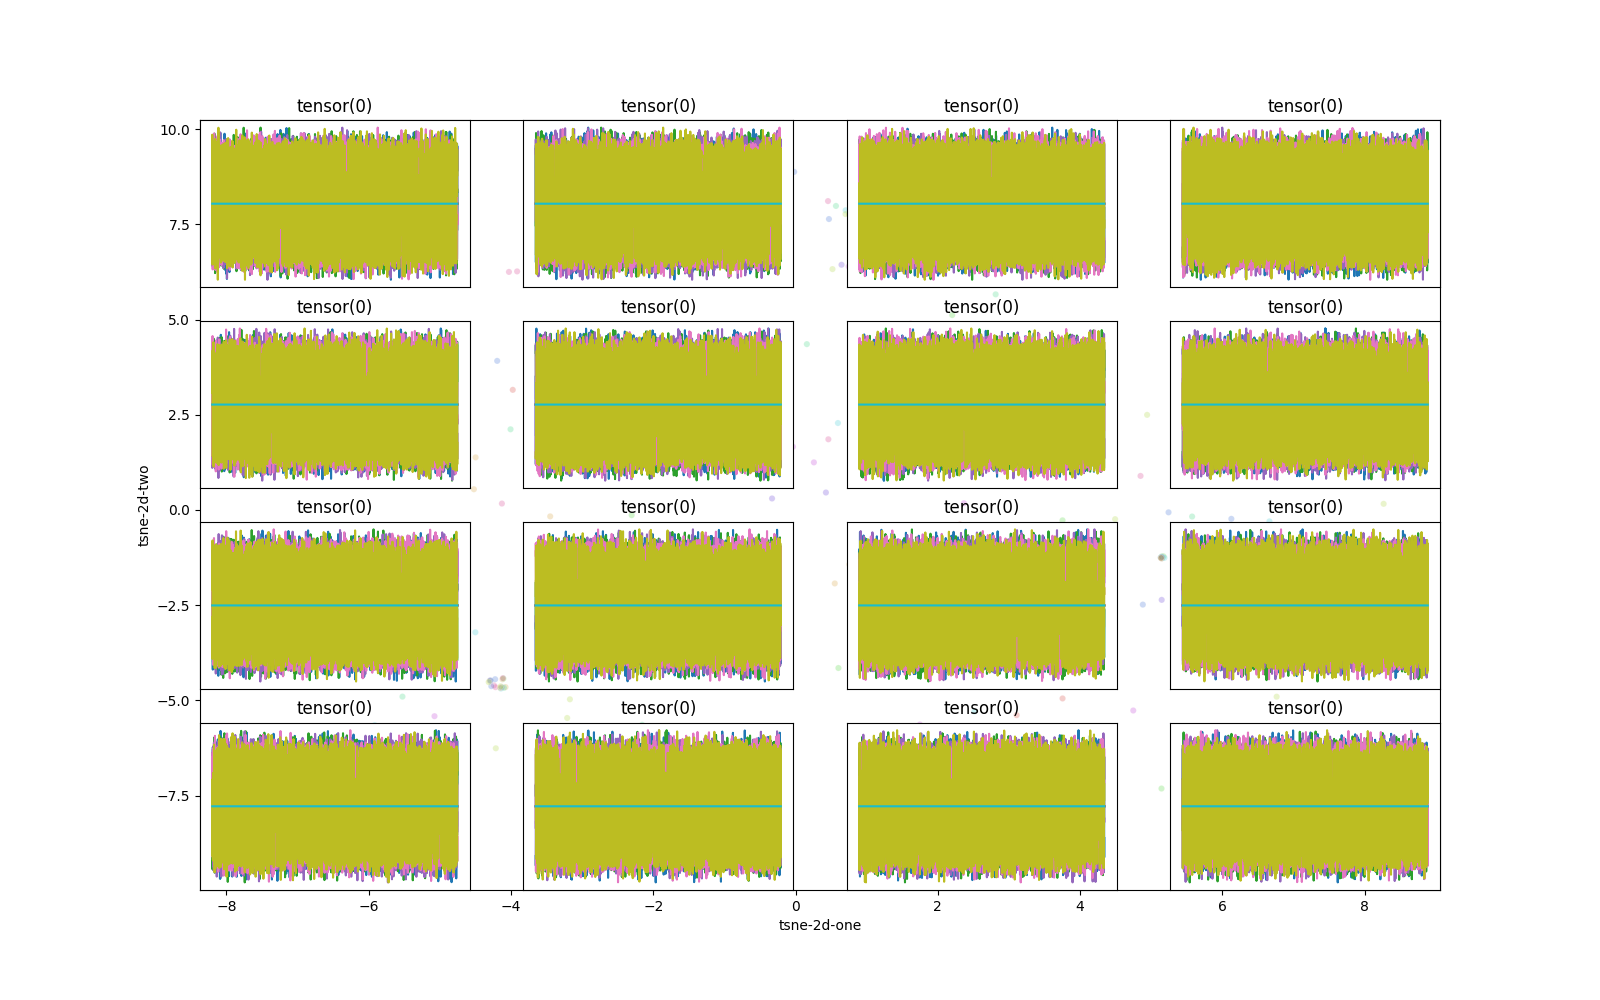 tensor(0) tensor(0) tensor(0) tensor(0)
10.0
7.5
tensor(0) tensor(0) tensor(0) tensor(0)
5.0
2.5
tsne-2d-two
tensor(0) tensor(0) tensor(0) tensor(0)
0.0
−2.5
tensor(0) tensor(0) tensor(0) tensor(0)
−5.0
−7.5
−8 −6 −4 −2 0 2 4 6 8
tsne-2d-one